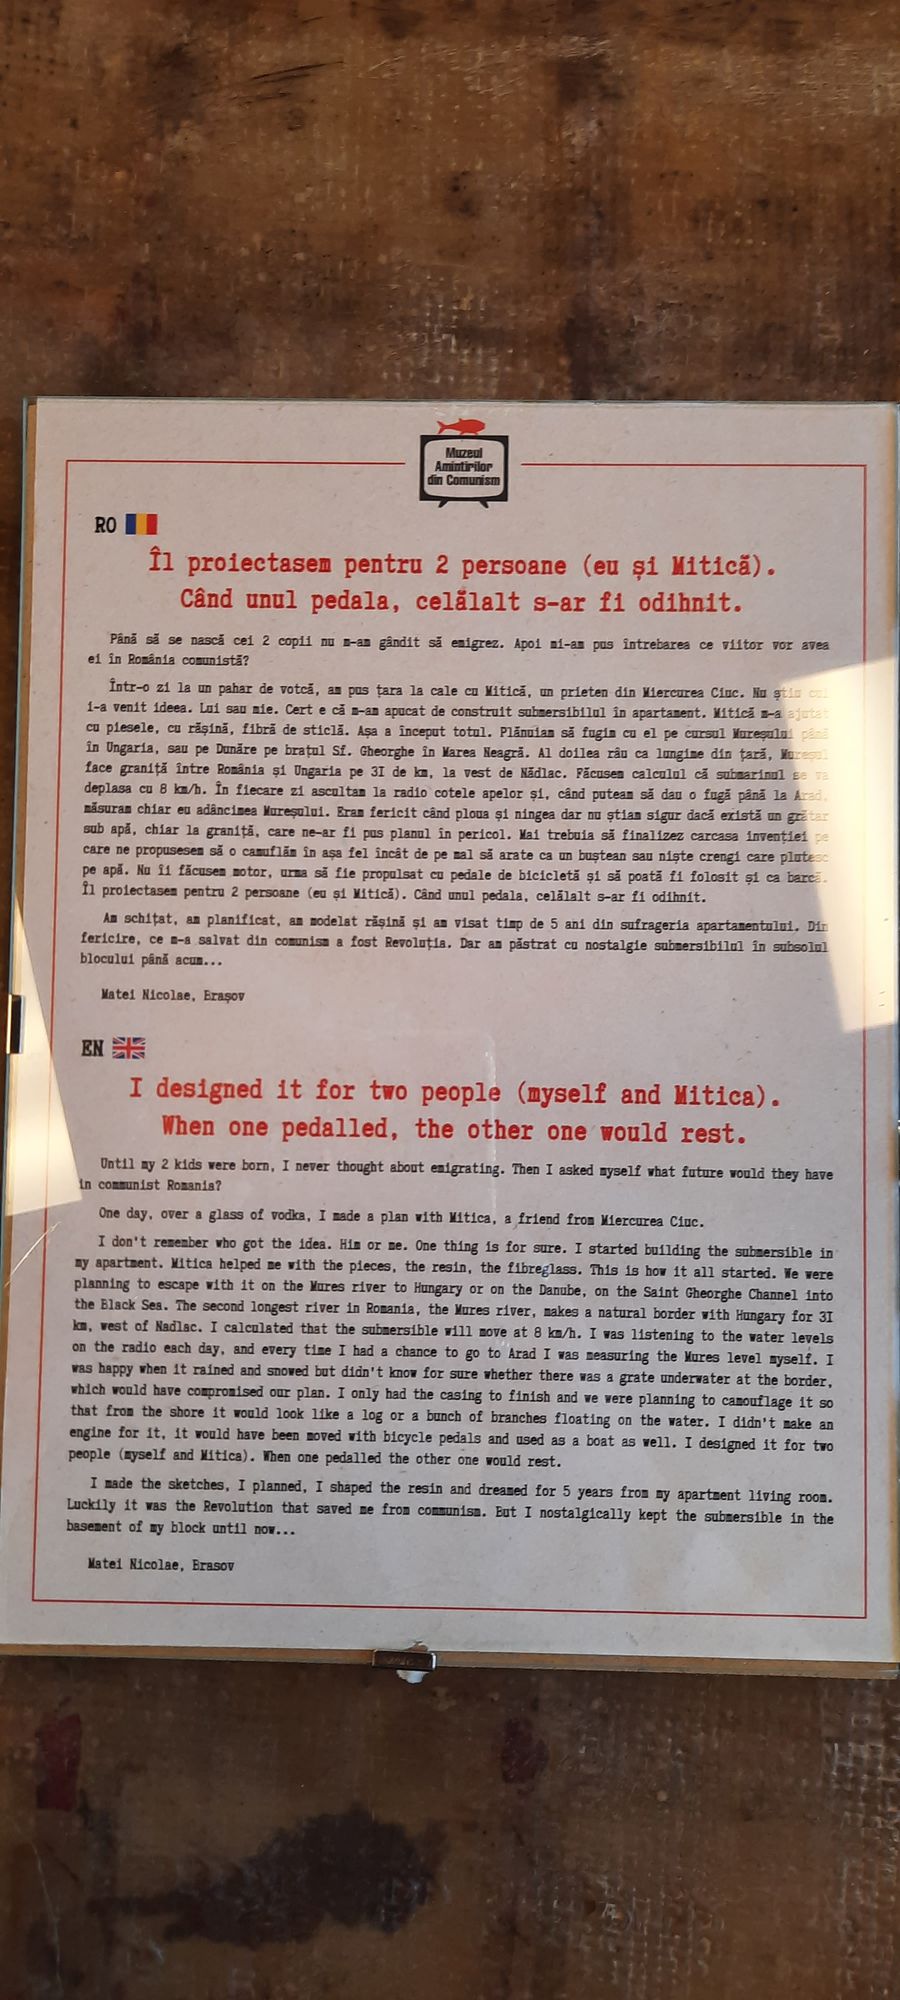 Muzeul
Amintirilor
din Comunism
RO
Îl proiectasem pentru 2 persoane (eu și Mitică).
Când unul pedala, celălalt s-ar fi odihnit.
Până să se nască cei 2 copii nu m-am gândit să emigrez. Apoi mi-am pus întrebarea ce viitor vor avea
ei în România comunistă?
Într-o zi la un pahar de votcă, am pus țara la cale cu Mitică, un prieten din Miercurea Ciuc. Nu știu cui
i-a venit ideea. Lui sau mie. Cert e că m-am apucat de construit submersibilul în apartament. Mitică m-a ajutat
cu piesele, cu rășină, fibră de sticlă. Așa a început totul. Plănuiam să fugim cu el pe cursul Mureșului până
în Ungaria, sau pe Dunăre pe brațul Sf. Gheorghe în Marea Neagră. Al doilea râu ca lungime din țară, Mureșul
face graniță între România și Ungaria pe 31 de km, la vest de Nădlac. Făcusem calculul că submarinul se va
deplasa cu 8 km/h. În fiecare zi ascultam la radio cotele apelor și, când puteam să dau o fugă până la Arad,
măsuram chiar eu adâncimea Mureșului. Eram fericit când ploua și ningea dar nu știam sigur dacă există un grătar
sub apă, chiar la graniță, care ne-ar fi pus planul în pericol. Mai trebuia să finalizez carcasa invenției pe
care ne propusesem să o camuflăm în așa fel încât de pe mal să arate ca un buștean sau niște crengi care plutesc
pe apă. Nu îi făcusem motor, urma să fie propulsat cu pedale de bicicletă și să poată fi folosit și ca barcă.
Îl proiectasem pentru 2 persoane (eu și Mitică). Când unul pedala, celălalt s-ar fi odihnit.
Am schițat, am planificat, am modelat rășină și am visat timp de 5 ani din sufrageria apartamentului. Din
fericire, ce m-a salvat din comunism a fost Revoluția. Dar am păstrat cu nostalgie submersibilul în subsolul
blocului până acum...
Matei Nicolae, Brașov
EN
I designed it for two people (myself and Mitica).
When one pedalled, the other one would rest.
Until my 2 kids were born, I never thought about emigrating. Then I asked myself what future would they have
in communist Romania?
One day, over a glass of vodka, I made a plan with Mitica, a friend from Miercurea Ciuc.
I don't remember who got the idea. Him or me. One thing is for sure. I started building the submersible in
my apartment. Mitica helped me with the pieces, the resin, the fibreglass. This is how it all started. We were
planning to escape with it on the Mures river to Hungary or on the Danube, on the Saint Gheorghe Channel into
the Black Sea. The second longest river in Romania, the Mures river, makes a natural border with Hungary for 31
km, west of Nadlac. I calculated that the submersible will move at 8 km/h. I was listening to the water levels
on the radio each day, and every time I had a chance to go to Arad I was measuring the Mures level myself. I
was happy when it rained and snowed but didn't know for sure whether there was a grate underwater at the border,
which would have compromised our plan. I only had the casing to finish and we were planning to camouflage it so
that from the shore it would look like a log or a bunch of branches floating on the water. I didn't make an
engine for it, it would have been moved with bicycle pedals and used as a boat as well. I designed it for two
people (myself and Mitica). When one pedalled the other one would rest.
I made the sketches, I planned, I shaped the resin and dreamed for 5 years from my apartment living room.
Luckily it was the Revolution that saved me from communism. But I nostalgically kept the submersible in the
basement of my block until now...
Matei Nicolae, Brasov